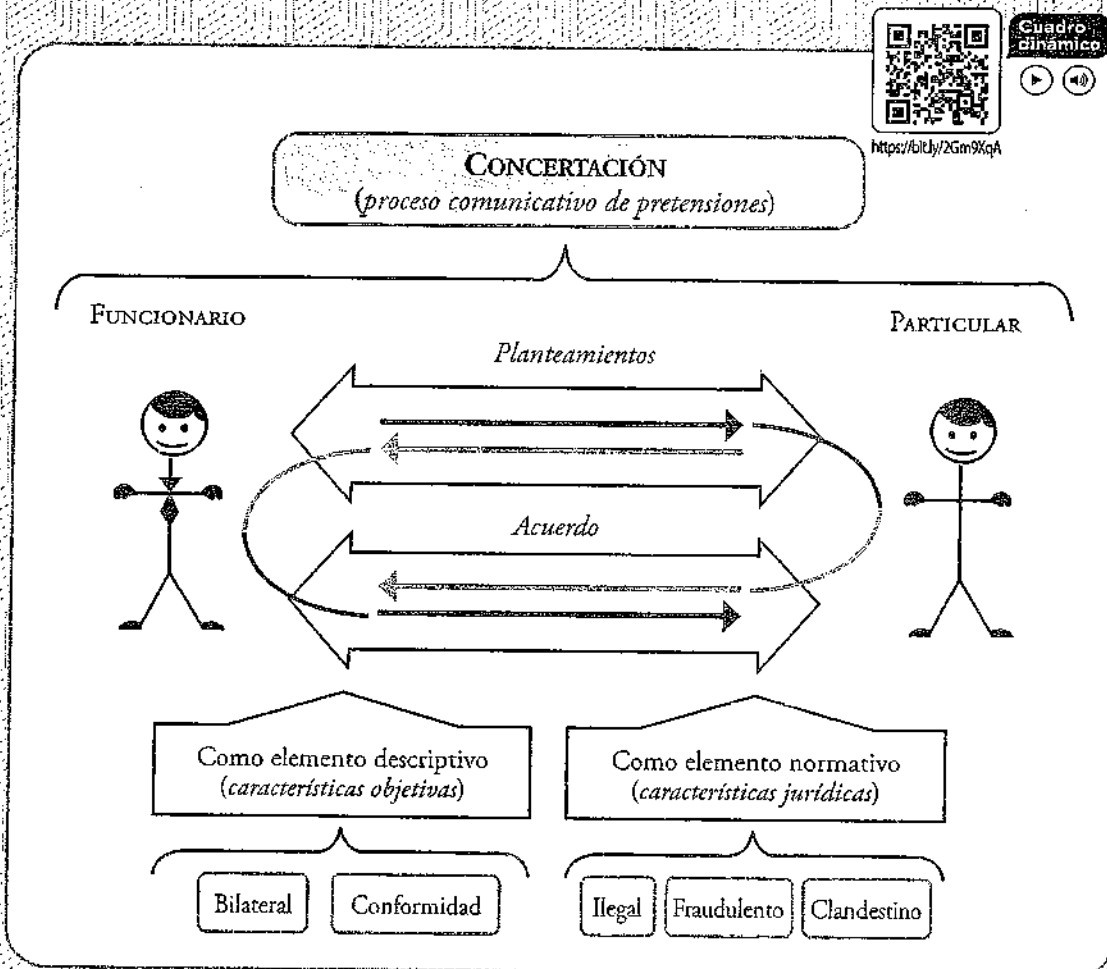 Cuadro
dinámico
https://bit.ly/2Gm9XqA
CONCERTACIÓN
(proceso comunicativo de pretensiones)
FUNCIONARIO
PARTICULAR
Planteamientos
Acuerdo
Como elemento descriptivo
(características objetivas)
Como elemento normativo
(características jurídicas)
Bilateral
Conformidad
Ilegal
Fraudulento
Clandestino